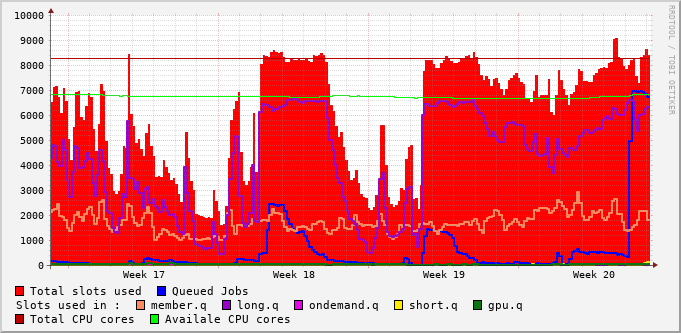 10000
9000
8000
7000
6000
5000
4000
3000
2000
1000
0
Week 17 Week 18 Week 19 Week 20
RRDTOOL / TOBI OETIKER
Total slots used Queued Jobs
Slots used in : member.q long.q ondemand.q short.q gpu.q
Total CPU cores Availale CPU cores